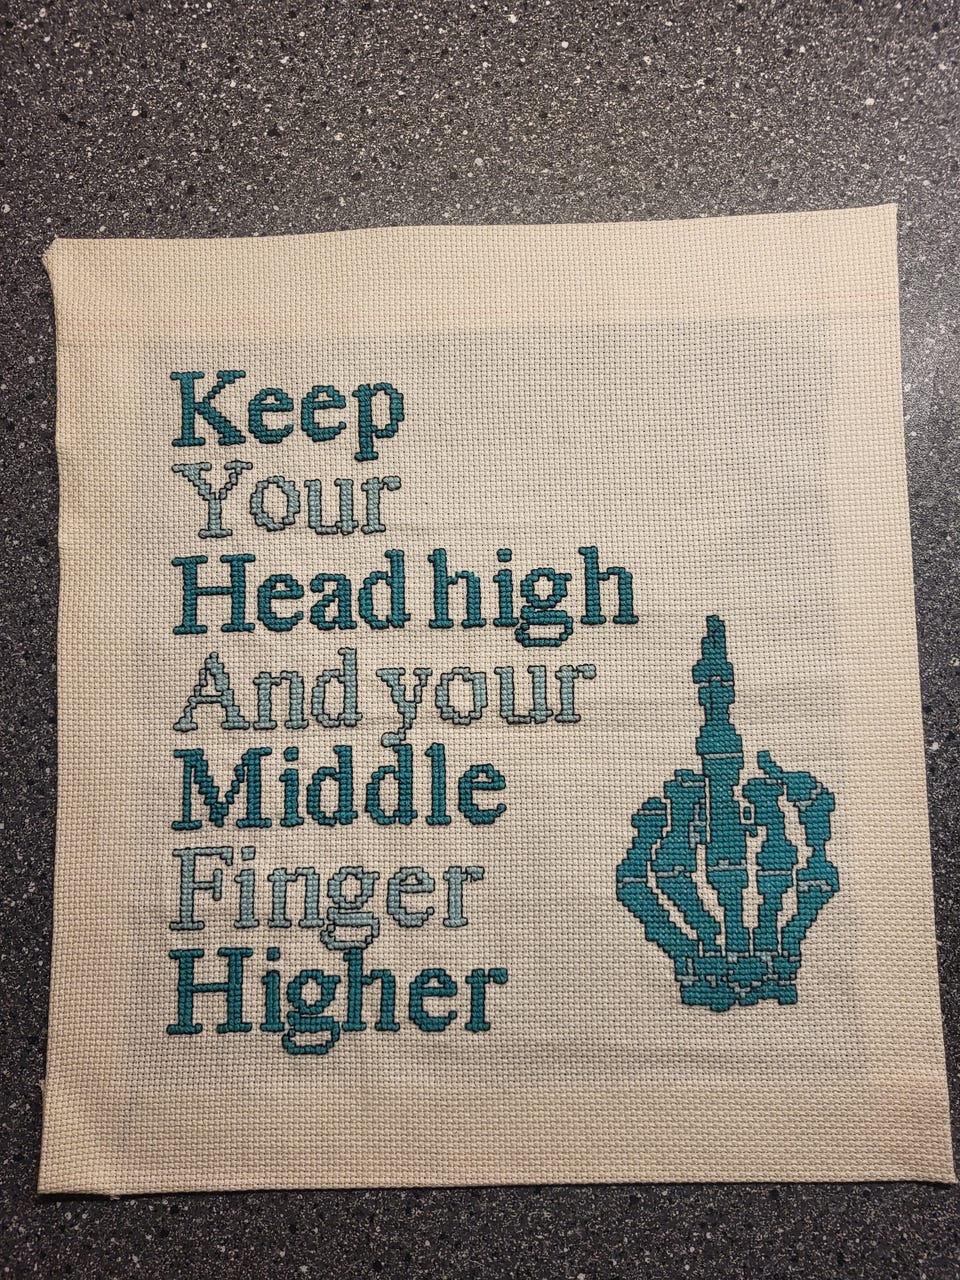 Keep
Your
Head high
And your
Middle
Finger
Higher